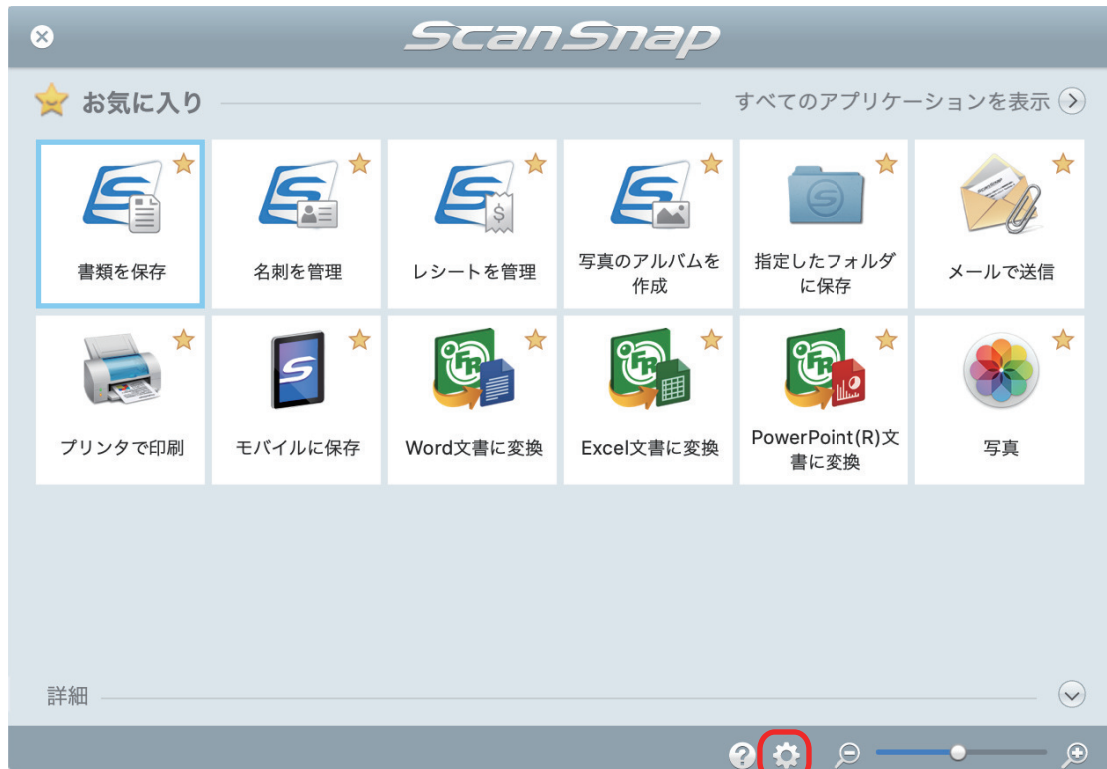 ScanSnap
お気に入り
すべてのアプリケーションを表示
書類を保存
名刺を管理
レシートを管理
写真のアルバムを
作成
指定したフォルダ
に保存
メールで送信
プリンタで印刷
モバイルに保存
Word文書に変換
Excel文書に変換
PowerPoint(R)文
書に変換
写真
詳細